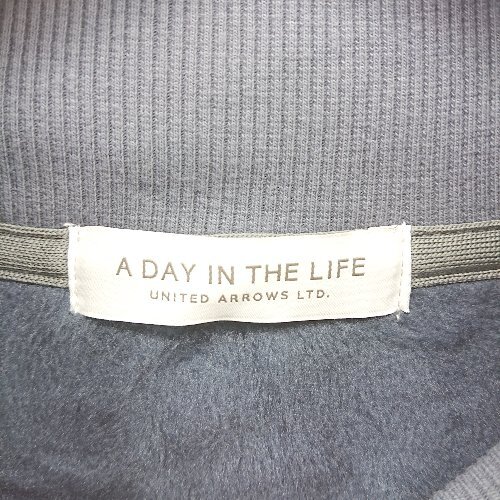 A DAY IN THE LIFE
UNITED ARROWS LTD.